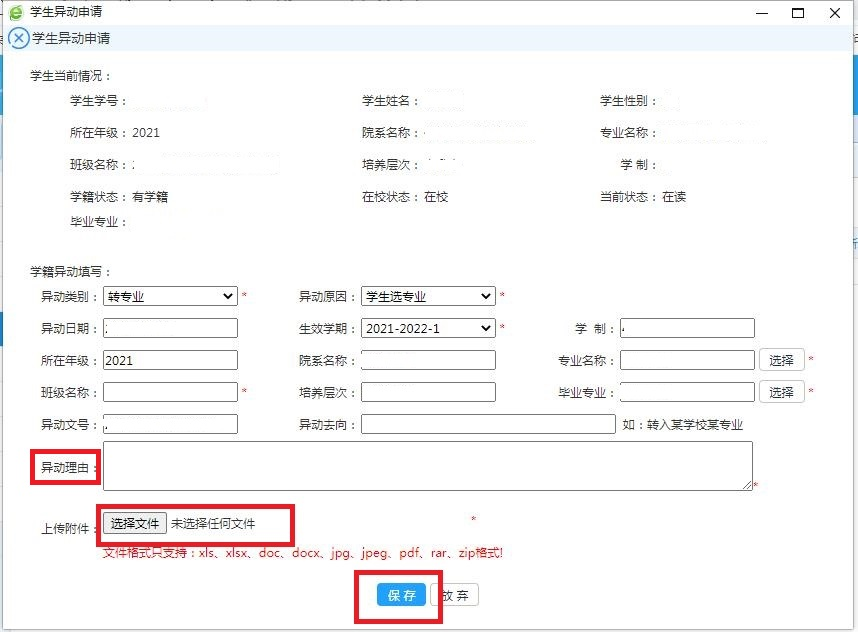 学生异动申请
学生异动申请
学生当前情况：
学生学号： 学生姓名： 学生性别：
所在年级： 2021 院系名称： 专业名称：
班级名称： 培养层次： 学 制：
学籍状态： 有学籍 在校状态： 在校 当前状态： 在读
毕业专业：
学籍异动填写：
异动类别： 转专业 * 异动原因： 学生选专业 *
异动日期： 生效学期： 2021-2022-1 * 学 制：
所在年级： 2021 院系名称： 专业名称： 选择 *
班级名称： * 培养层次： 毕业专业： 选择 *
异动文号： 异动去向： 如：转入某学校某专业
异动理由： *
上传附件： 选择文件 未选择任何文件 *
文件格式只支持：xls、xlsx、doc、docx、jpg、jpeg、pdf、rar、zip格式!
保 存 放 弃